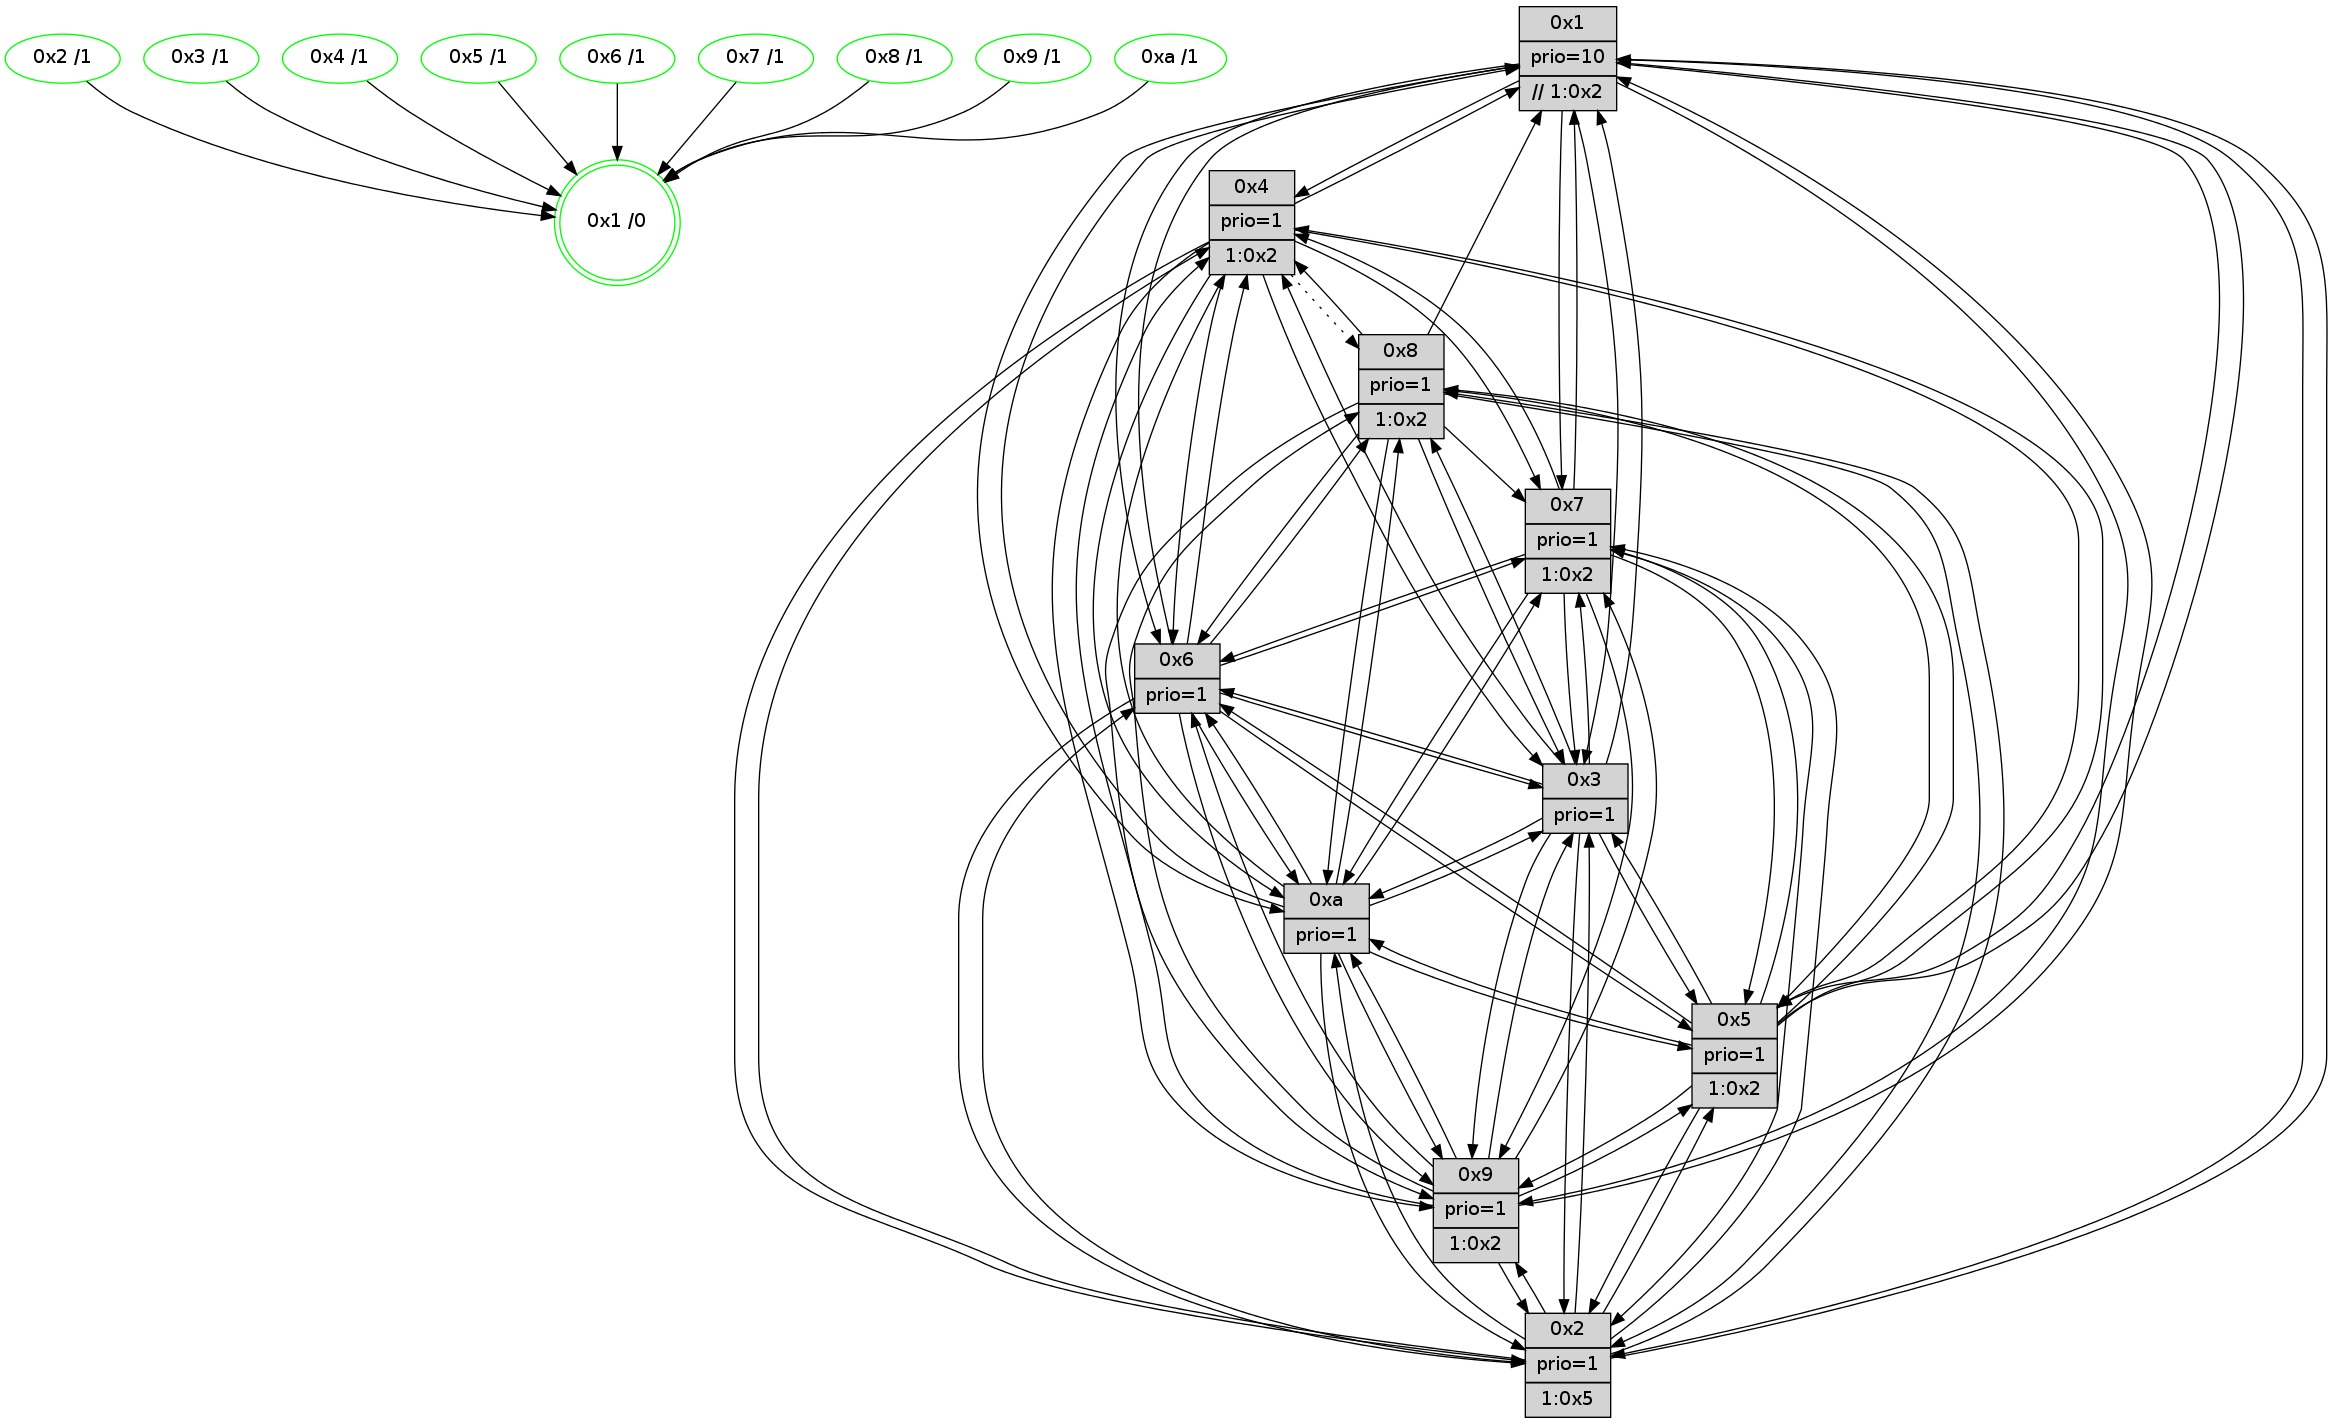 0x2 /1
0x3 /1
0x4 /1
0x5 /1
0x6 /1
0x7 /1
0x8 /1
0x9 /1
0xa /1
0x1 /0
0x1
prio=10
// 1:0x2
0x4
prio=1
1:0x2
0x8
prio=1
1:0x2
0x7
prio=1
1:0x2
0x6
prio=1
0x3
prio=1
0xa
prio=1
0x5
prio=1
1:0x2
0x9
prio=1
1:0x2
0x2
prio=1
1:0x5